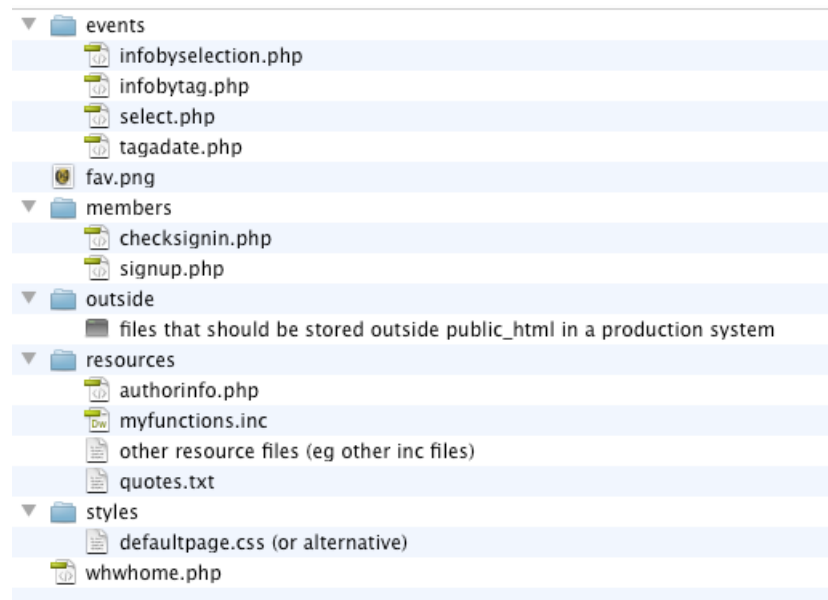 events
infobyselection.php
infobytag.php
select.php
tagadate.php
fav.png
members
checksignin.php
signup.php
outside
files that should be stored outside public_html in a production system
resources
authorinfo.php
Dw myfunctions.inc
other resource files (eg other inc files)
quotes.txt
styles
defaultpage.css (or alternative)
whwhome.php